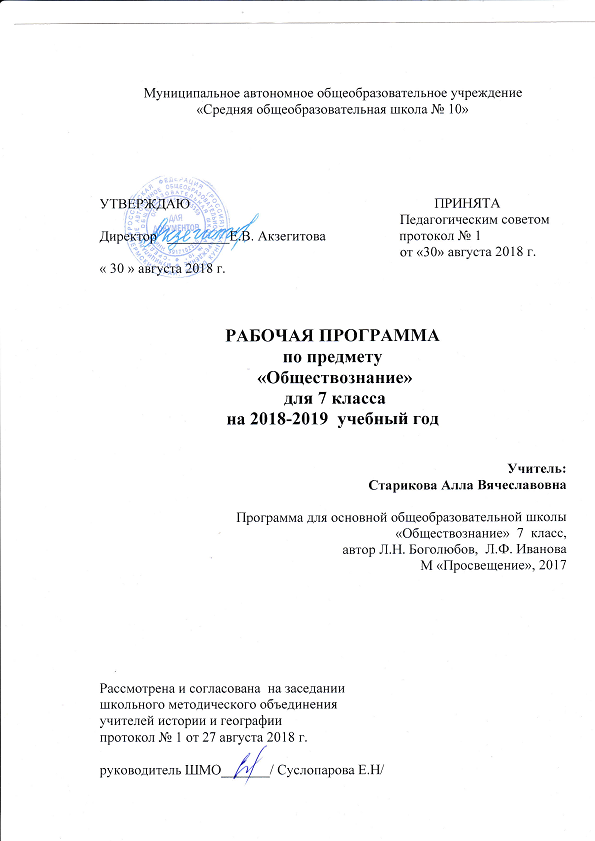 Муниципальное автономное общеобразовательное учреждение
«Средняя общеобразовательная школа № 10»
УТВЕРЖДАЮ
Директор __________Е.В. Акзегитова
« 30 » августа 2018 г.
ПРИНЯТА
Педагогическим советом
протокол № 1
от «30» августа 2018 г.
РАБОЧАЯ ПРОГРАММА
по предмету
«Обществознание»
для 7 класса
на 2018-2019 учебный год
Учитель:
Старикова Алла Вячеславовна
Программа для основной общеобразовательной школы
«Обществознание» 7 класс,
автор Л.Н. Боголюбов, Л.Ф. Иванова
М «Просвещение», 2017
Рассмотрена и согласована на заседании
школьного методического объединения
учителей истории и географии
протокол № 1 от 27 августа 2018 г.
руководитель ШМО_______/ Суслопарова Е.Н/